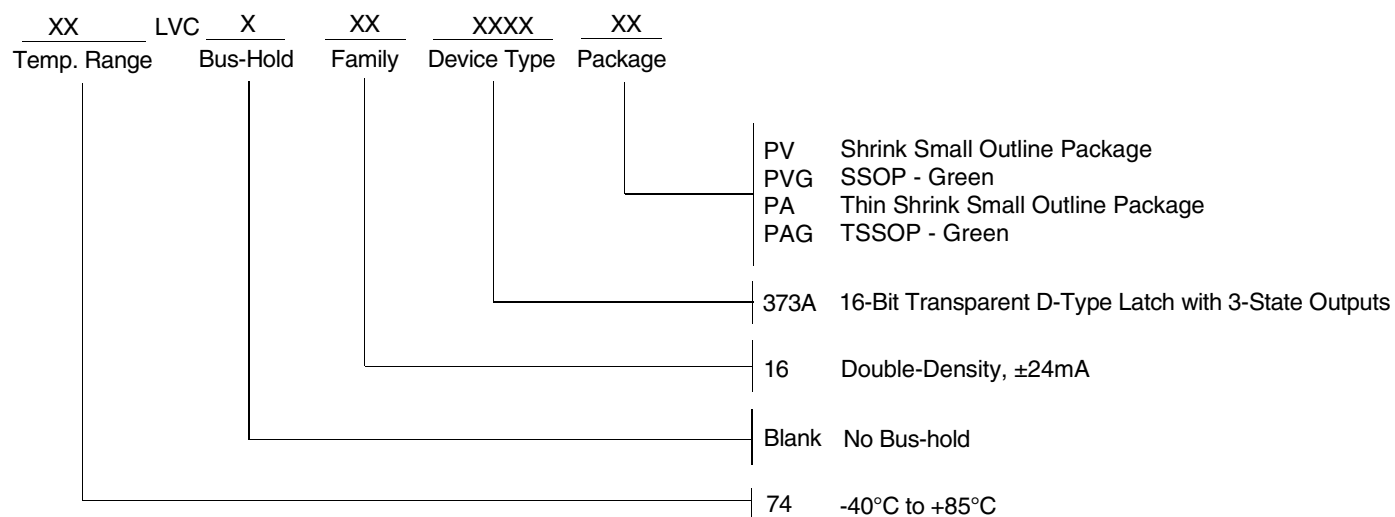 XX LVC X XX XXXX XX
Temp. Range Bus-Hold Family Device Type Package
PV Shrink Small Outline Package
PVG SSOP - Green
PA Thin Shrink Small Outline Package
PAG TSSOP - Green
373A 16-Bit Transparent D-Type Latch with 3-State Outputs
16 Double-Density, ±24mA
Blank No Bus-hold
74 -40°C to +85°C